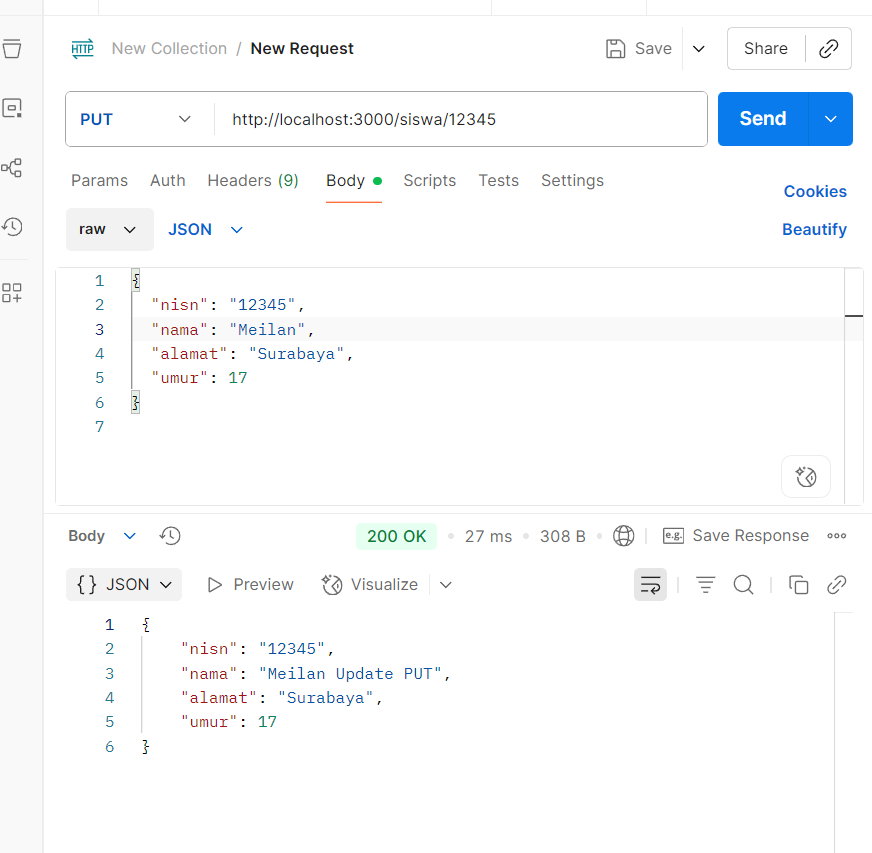 HTTP New Collection / New Request Save Share
PUT http://localhost:3000/siswa/12345 Send
Params Auth Headers (9) Body Scripts Tests Settings Cookies
raw JSON Beautify
1 {
2 "nisn": "12345",
3 "nama": "Meilan",
4 "alamat": "Surabaya",
5 "umur": 17
6 }
7
Body 200 OK 27 ms 308 B e.g. Save Response
{} JSON Preview Visualize
1 {
2 "nisn": "12345",
3 "nama": "Meilan Update PUT",
4 "alamat": "Surabaya",
5 "umur": 17
6 }